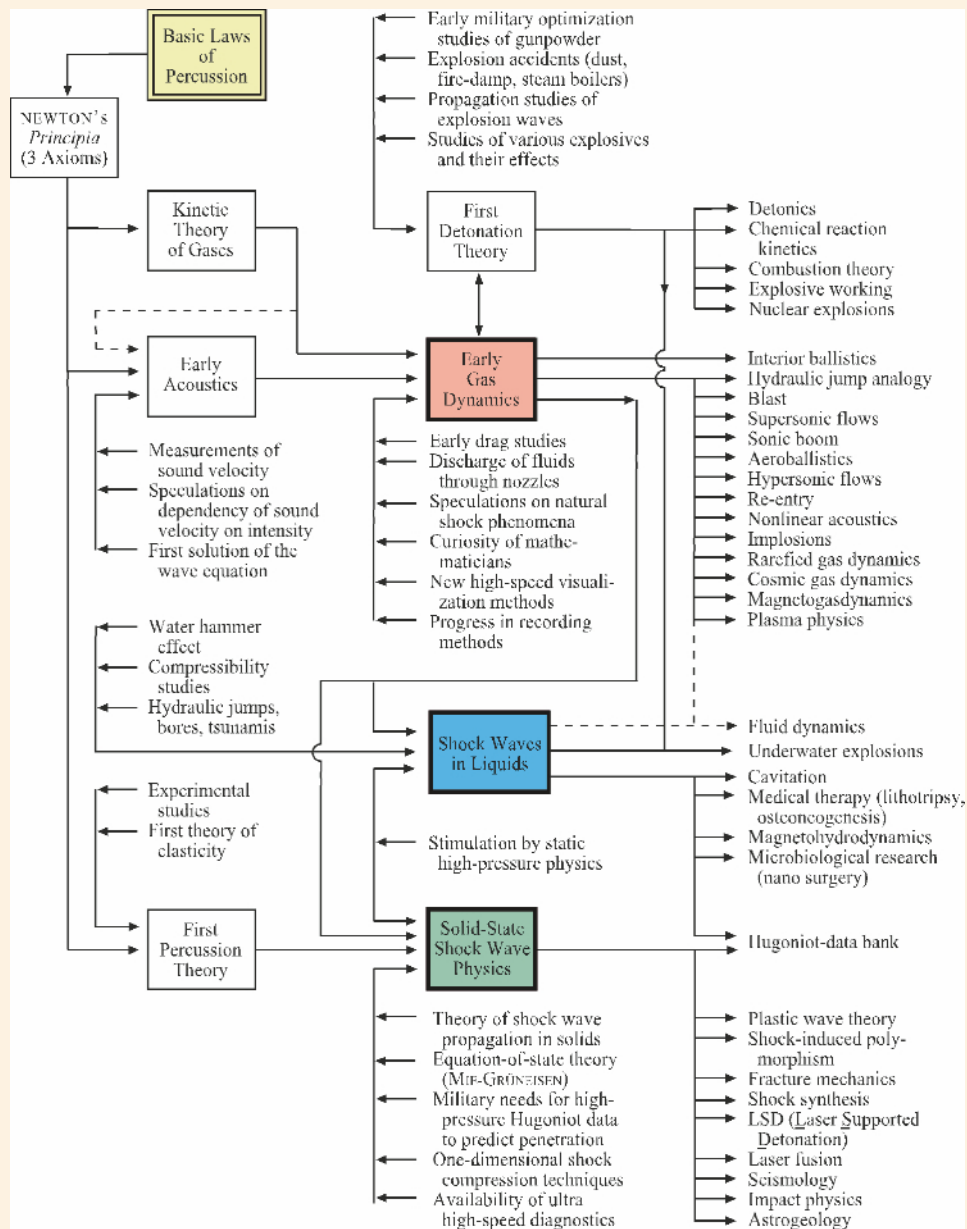 Basic Laws
of
Percussion
NEWTON's
Principia
(3 Axioms)
Early military optimization
studies of gunpowder
Explosion accidents (dust,
fire-damp, steam boilers)
Propagation studies of
explosion waves
Studies of various explosives
and their effects
Kinetic
Theory
of Gases
First
Detonation
Theory
Detonics
Chemical reaction
kinetics
Combustion theory
Explosive working
Nuclear explosions
Early
Acoustics
Early
Gas
Dynamics
Interior ballistics
Hydraulic jump analogy
Blast
Supersonic flows
Sonic boom
Aeroballistics
Hypersonic flows
Re-entry
Nonlinear acoustics
Implosions
Rarefied gas dynamics
Cosmic gas dynamics
Magnetogasdynamics
Plasma physics
Measurements of
sound velocity
Speculations on
dependency of sound
velocity on intensity
First solution of the
wave equation
Early drag studies
Discharge of fluids
through nozzles
Speculations on natural
shock phenomena
Curiosity of mathe-
maticians
New high-speed visuali-
zation methods
Progress in recording
methods
Water hammer
effect
Compressibility
studies
Hydraulic jumps,
bores, tsunamis
Shock Waves
in Liquids
Fluid dynamics
Underwater explosions
Cavitation
Medical therapy (lithotripsy,
osteoneogenesis)
Magnetohydrodynamics
Microbiological research
(nano surgery)
Experimental
studies
First theory of
elasticity
Stimulation by static
high-pressure physics
First
Percussion
Theory
Solid-State
Shock Wave
Physics
Hugoniot-data bank
Theory of shock wave
propagation in solids
Equation-of-state theory
(MIE-GRÜNEISEN)
Military needs for high-
pressure Hugoniot data
to predict penetration
One-dimensional shock
compression techniques
Availability of ultra
high-speed diagnostics
Plastic wave theory
Shock-induced poly-
morphism
Fracture mechanics
Shock synthesis
LSD (Laser Supported
Detonation)
Laser fusion
Seismology
Impact physics
Astrogeology